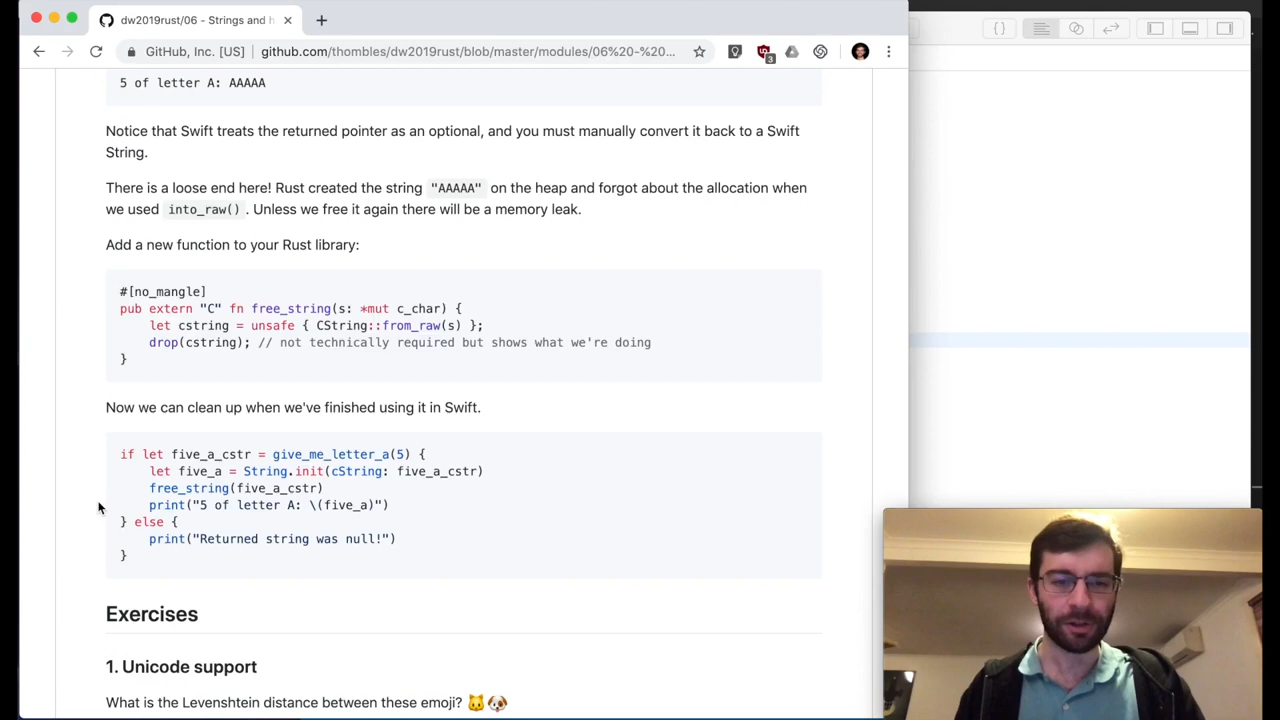 dw2019rust/06 - Strings and h
GitHub, Inc. [US] | github.com/thombles/dw2019rust/blob/master/modules/06%20-%20...
3
5 of letter A: AAAAA
Notice that Swift treats the returned pointer as an optional, and you must manually convert it back to a Swift
String.
There is a loose end here! Rust created the string "AAAAA" on the heap and forgot about the allocation when
we used into_raw() . Unless we free it again there will be a memory leak.
Add a new function to your Rust library:
#[no_mangle]
pub extern "C" fn free_string(s: *mut c_char) {
let cstring = unsafe { CString::from_raw(s) };
drop(cstring); // not technically required but shows what we're doing
}
Now we can clean up when we've finished using it in Swift.
if let five_a_cstr = give_me_letter_a(5) {
let five_a = String.init(cString: five_a_cstr)
free_string(five_a_cstr)
print("5 of letter A: \(five_a)")
} else {
print("Returned string was null!")
}
Exercises
1. Unicode support
What is the Levenshtein distance between these emoji? 🐱🐶